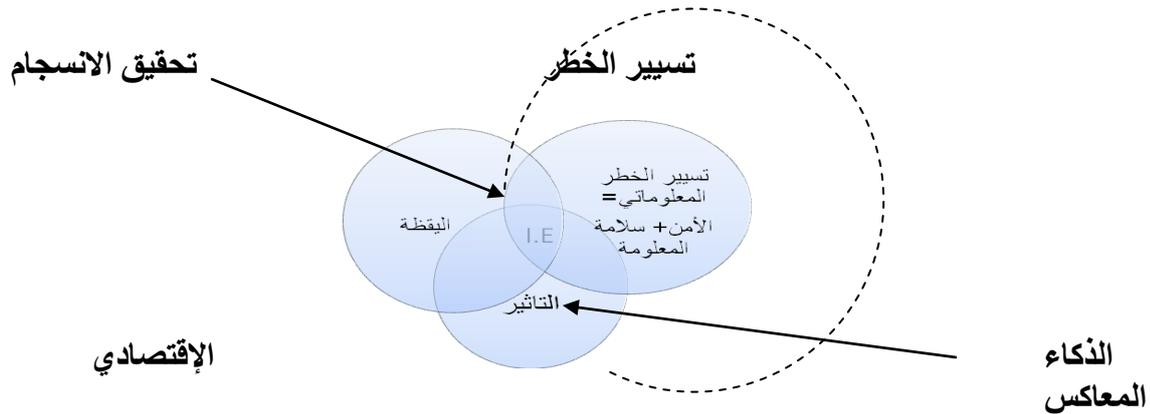 تسيير الخطر
تحقيق الانسجام
تسيير الخطر
المعلوماتي=
الأمن+ سلامة
المعلومة
اليقظة
I.E
التاثير
الذكاء
المعاكس
الإقتصادي